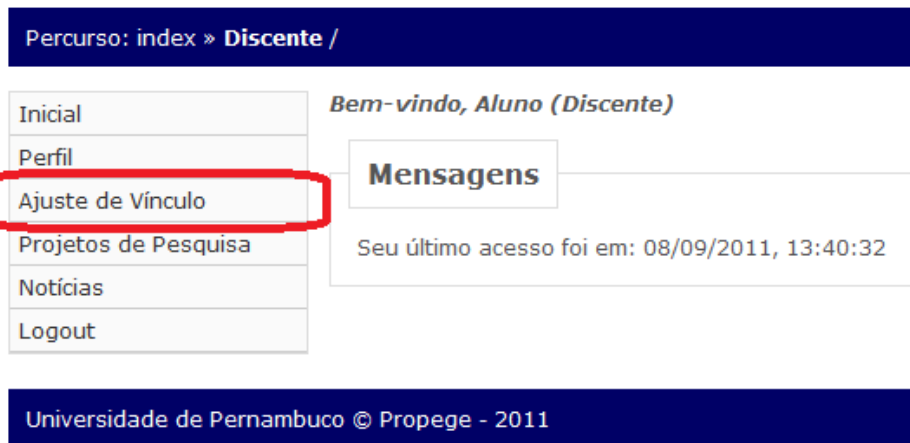 Percurso: index » Discente /
Inicial
Perfil
Ajuste de Vínculo
Projetos de Pesquisa
Notícias
Logout
Bem-vindo, Aluno (Discente)
Mensagens
Seu último acesso foi em: 08/09/2011, 13:40:32
Universidade de Pernambuco © Propege - 2011